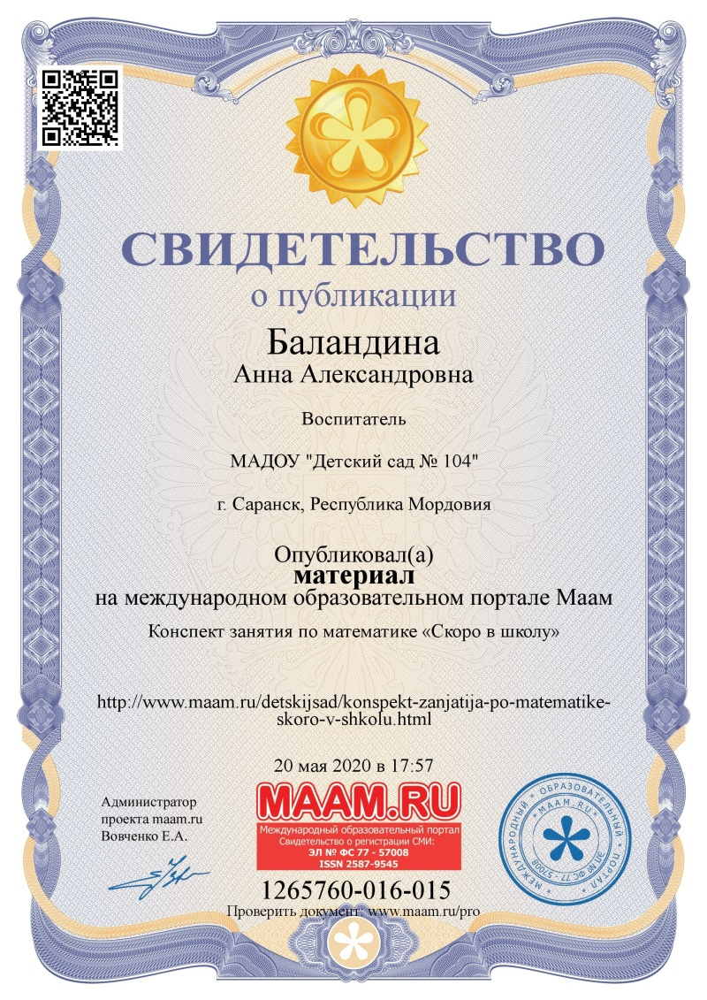 СВИДЕТЕЛЬСТВО
о публикации
Баландина
Анна Александровна
Воспитатель
МАДОУ "Детский сад № 104"
г. Саранск, Республика Мордовия
Опубликовал(а)
материал
на международном образовательном портале Маам
Конспект занятия по математике «Скоро в школу»
http://www.maam.ru/detskijsad/konspekt-zanjatija-po-matematike-
skoro-v-shkolu.html
20 мая 2020 в 17:57
Администратор
проекта maam.ru
Вовченко Е.А.
MAAM.RU
Международный образовательный портал
Свидетельство о регистрации СМИ:
ЭЛ № ФС 77 - 57008
ISSN 2587-9545
1265760-016-015
Проверить документ: www.maam.ru/pro
* МЕЖДУНАРОДНЫЙ * ОБРАЗОВАТЕЛЬНЫЙ * ПОРТАЛ *
* МААМ.RU *
ЭЛ № ФС 77 - 57008